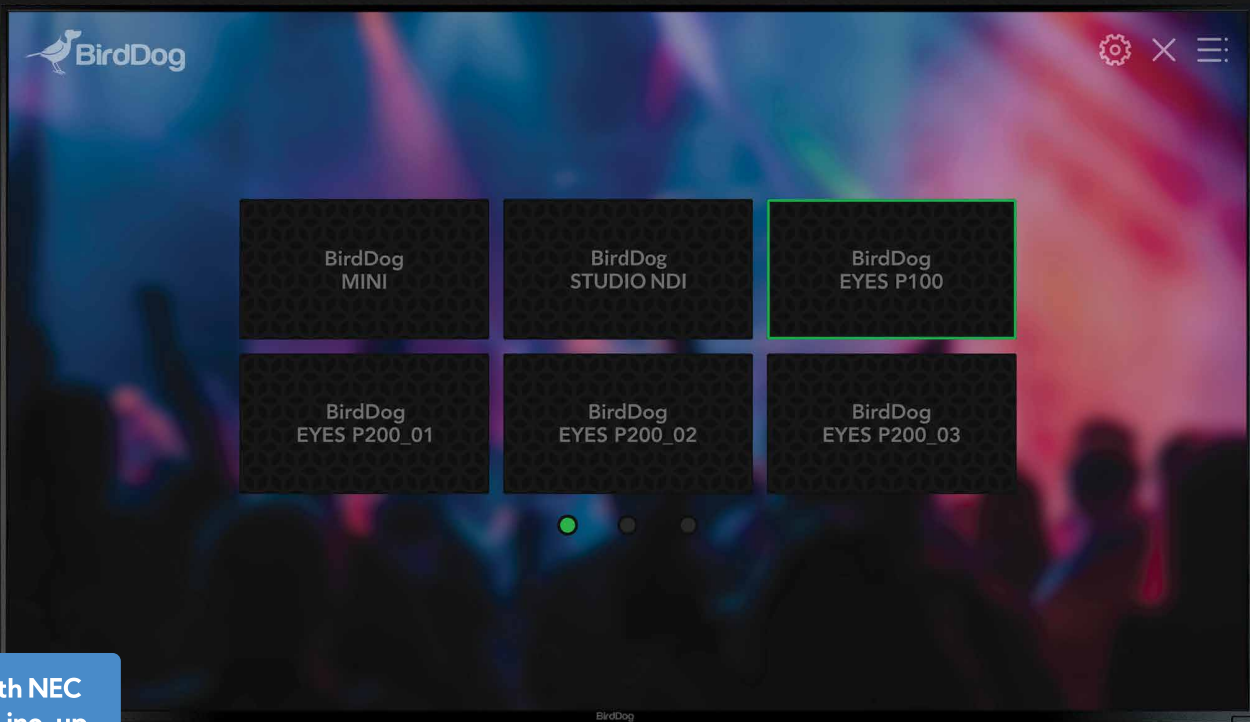 BirdDog
BirdDog
MINI
BirdDog
STUDIO NDI
BirdDog
EYES P100
BirdDog
EYES P200_01
BirdDog
EYES P200_02
BirdDog
EYES P200_03
NEC
BirdDog